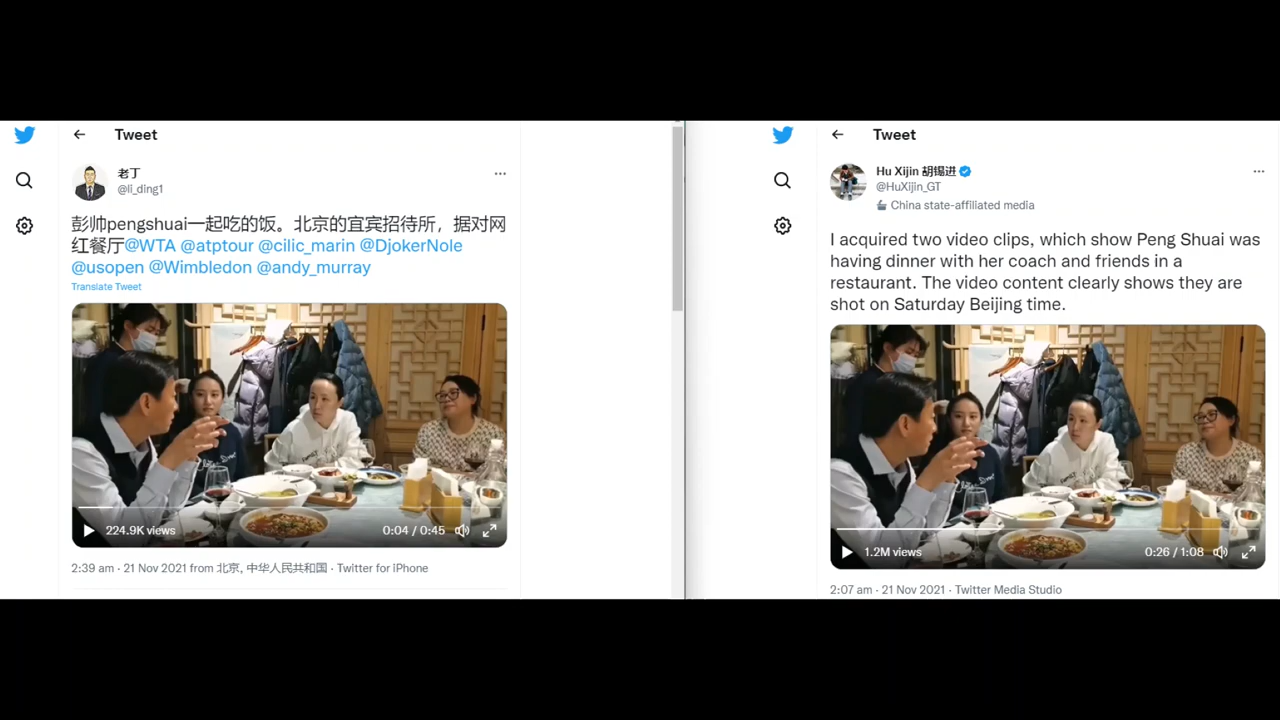 Tweet
老丁
@li_ding1
彭帅pengshuai一起吃的饭。北京的宜宾招待所，据对网
红餐厅@WTA @atptour @cilic_marin @DjokerNole
@usopen @Wimbledon @andy_murray
Translate Tweet
224.9K views
0:04 / 0:45
2:39 am · 21 Nov 2021 from 北京, 中华人民共和国 · Twitter for iPhone
Tweet
Hu Xijin 胡锡进
@HuXijin_GT
China state-affiliated media
I acquired two video clips, which show Peng Shuai was
having dinner with her coach and friends in a
restaurant. The video content clearly shows they are
shot on Saturday Beijing time.
1.2M views
0:26 / 1:08
2:07 am · 21 Nov 2021 · Twitter Media Studio